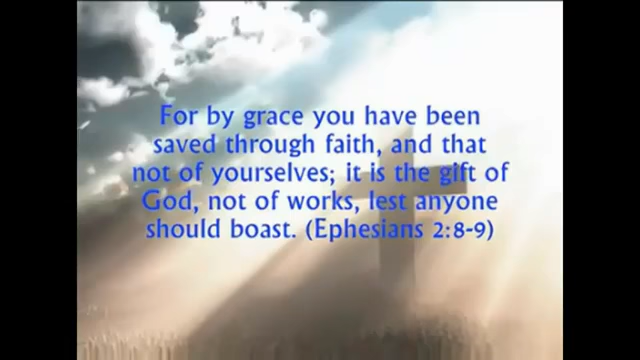 For by grace you have been
saved through faith, and that
not of yourselves; it is the gift of
God, not of works, lest anyone
should boast. (Ephesians 2:8-9)